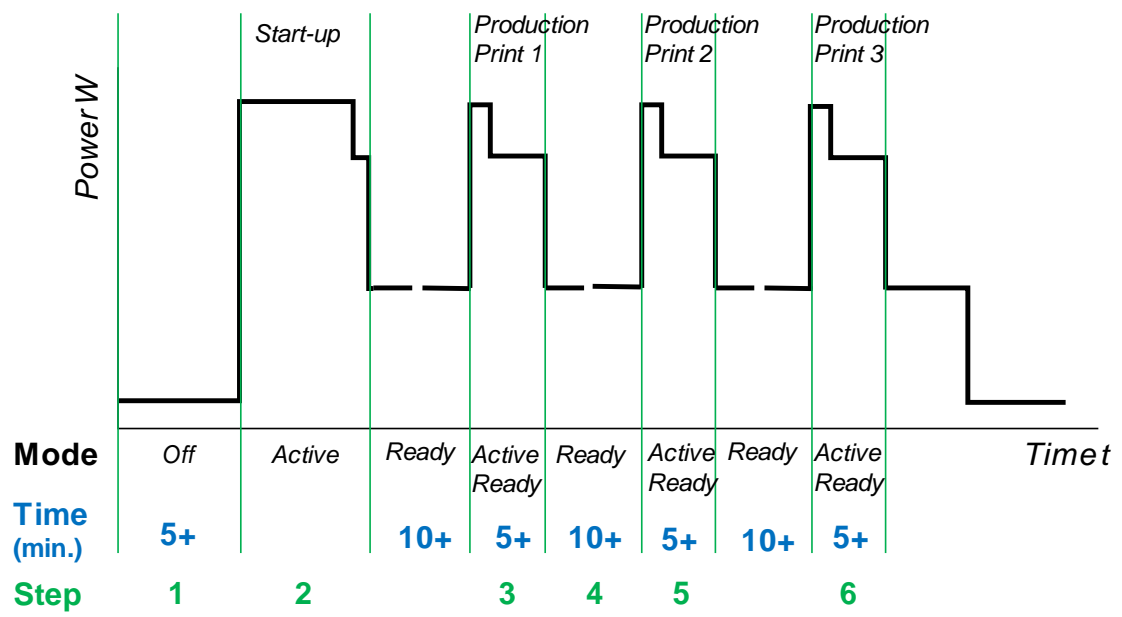 Start-up
Production
Print 1
Production
Print 2
Production
Print 3
Power W
Mode Off Active Ready Active Ready Ready Active Ready Ready Active Ready Time t
Time (min.) 5+ 10+ 5+ 10+ 5+ 10+ 5+
Step 1 2 3 4 5 6